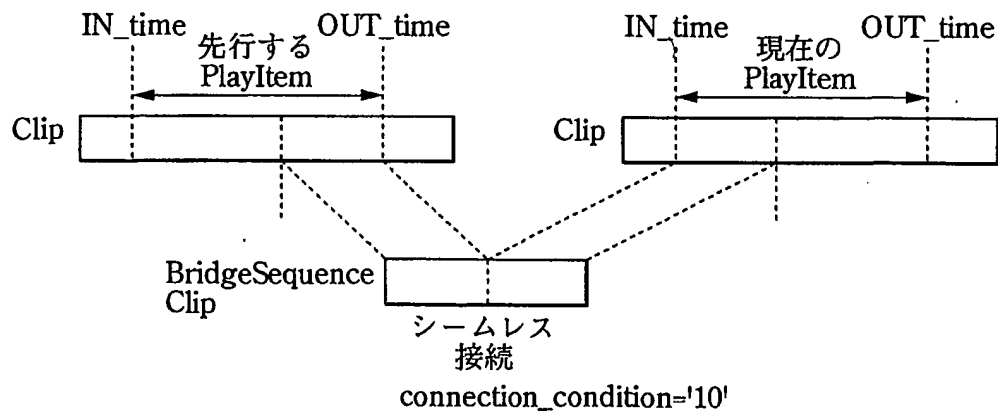 IN_time
先行する
PlayItem
OUT_time
IN_time
現在の
PlayItem
OUT_time
Clip
Clip
BridgeSequence
Clip
シームレス
接続
connection_condition='10'